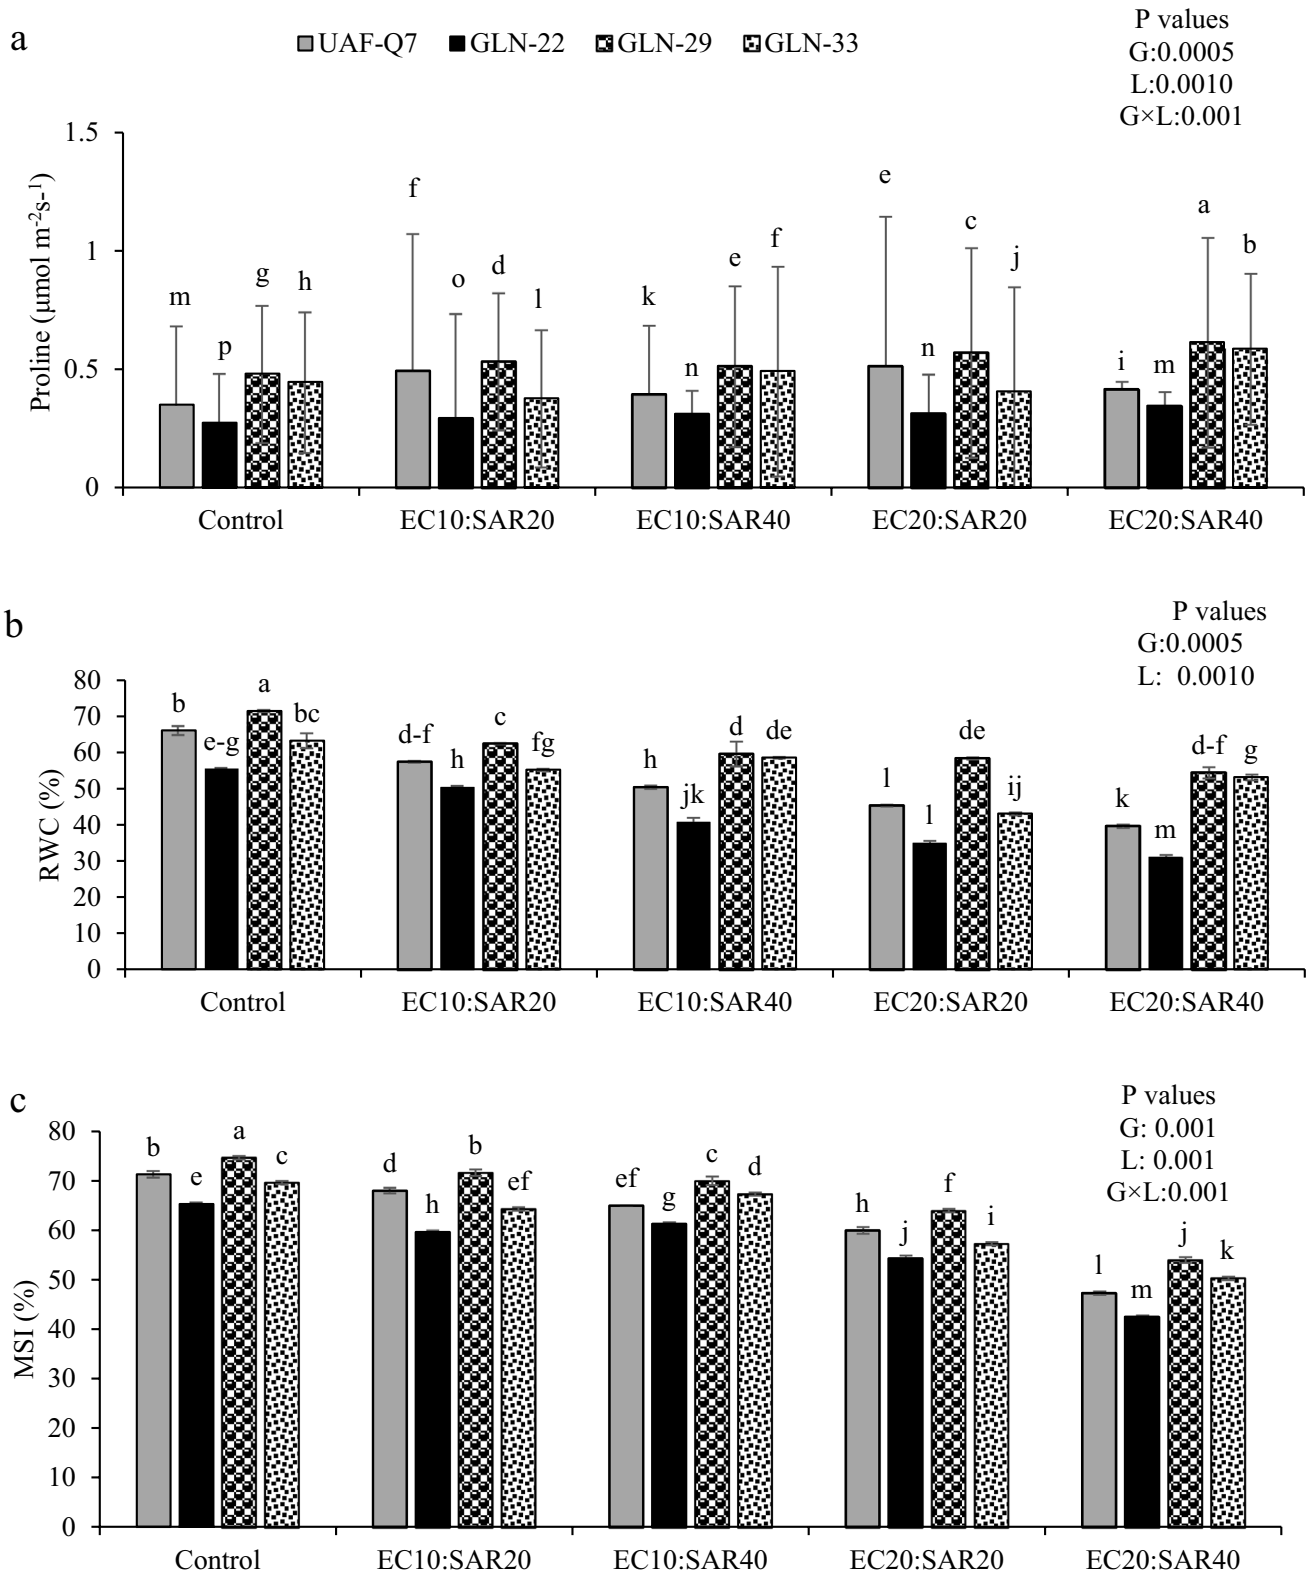 a
UAF-Q7 GLN-22 GLN-29 GLN-33
P values
G:0.0005
L:0.0010
G×L:0.001
Proline (µmol m-2s-1)
1.5
1
0.5
0
m p g h f o d l k n e f e n c j i m a b
Control EC10:SAR20 EC10:SAR40 EC20:SAR20 EC20:SAR40
b
P values
G:0.0005
L: 0.0010
RWC (%)
80
70
60
50
40
30
20
10
0
b e-g a bc d-f h c fg h jk d de l l de ij k m d-f g
Control EC10:SAR20 EC10:SAR40 EC20:SAR20 EC20:SAR40
c
P values
G: 0.001
L: 0.001
G×L:0.001
MSI (%)
80
70
60
50
40
30
20
10
0
b e a c d h b ef ef g c d h j f i l m j k
Control EC10:SAR20 EC10:SAR40 EC20:SAR20 EC20:SAR40